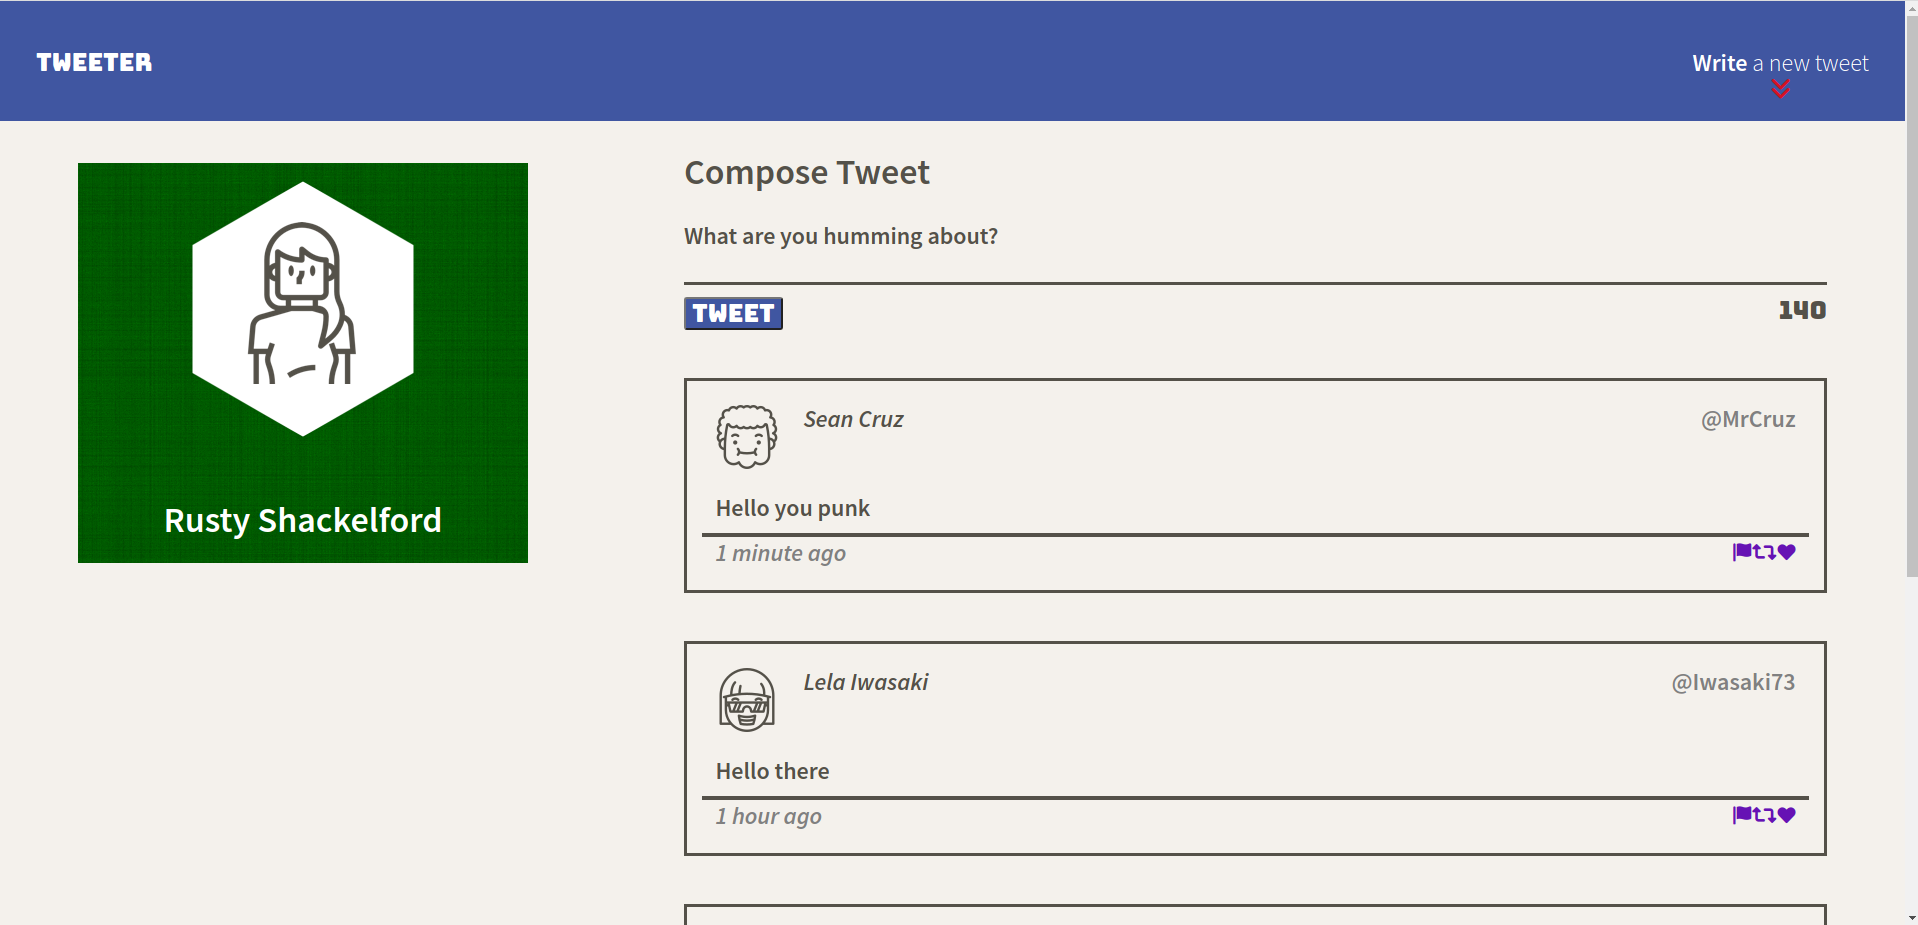 TWEETER
Write a new tweet
Rusty Shackelford
Compose Tweet
What are you humming about?
TWEET
140
Sean Cruz
@MrCruz
Hello you punk
1 minute ago
Lela Iwasaki
@Iwasaki73
Hello there
1 hour ago